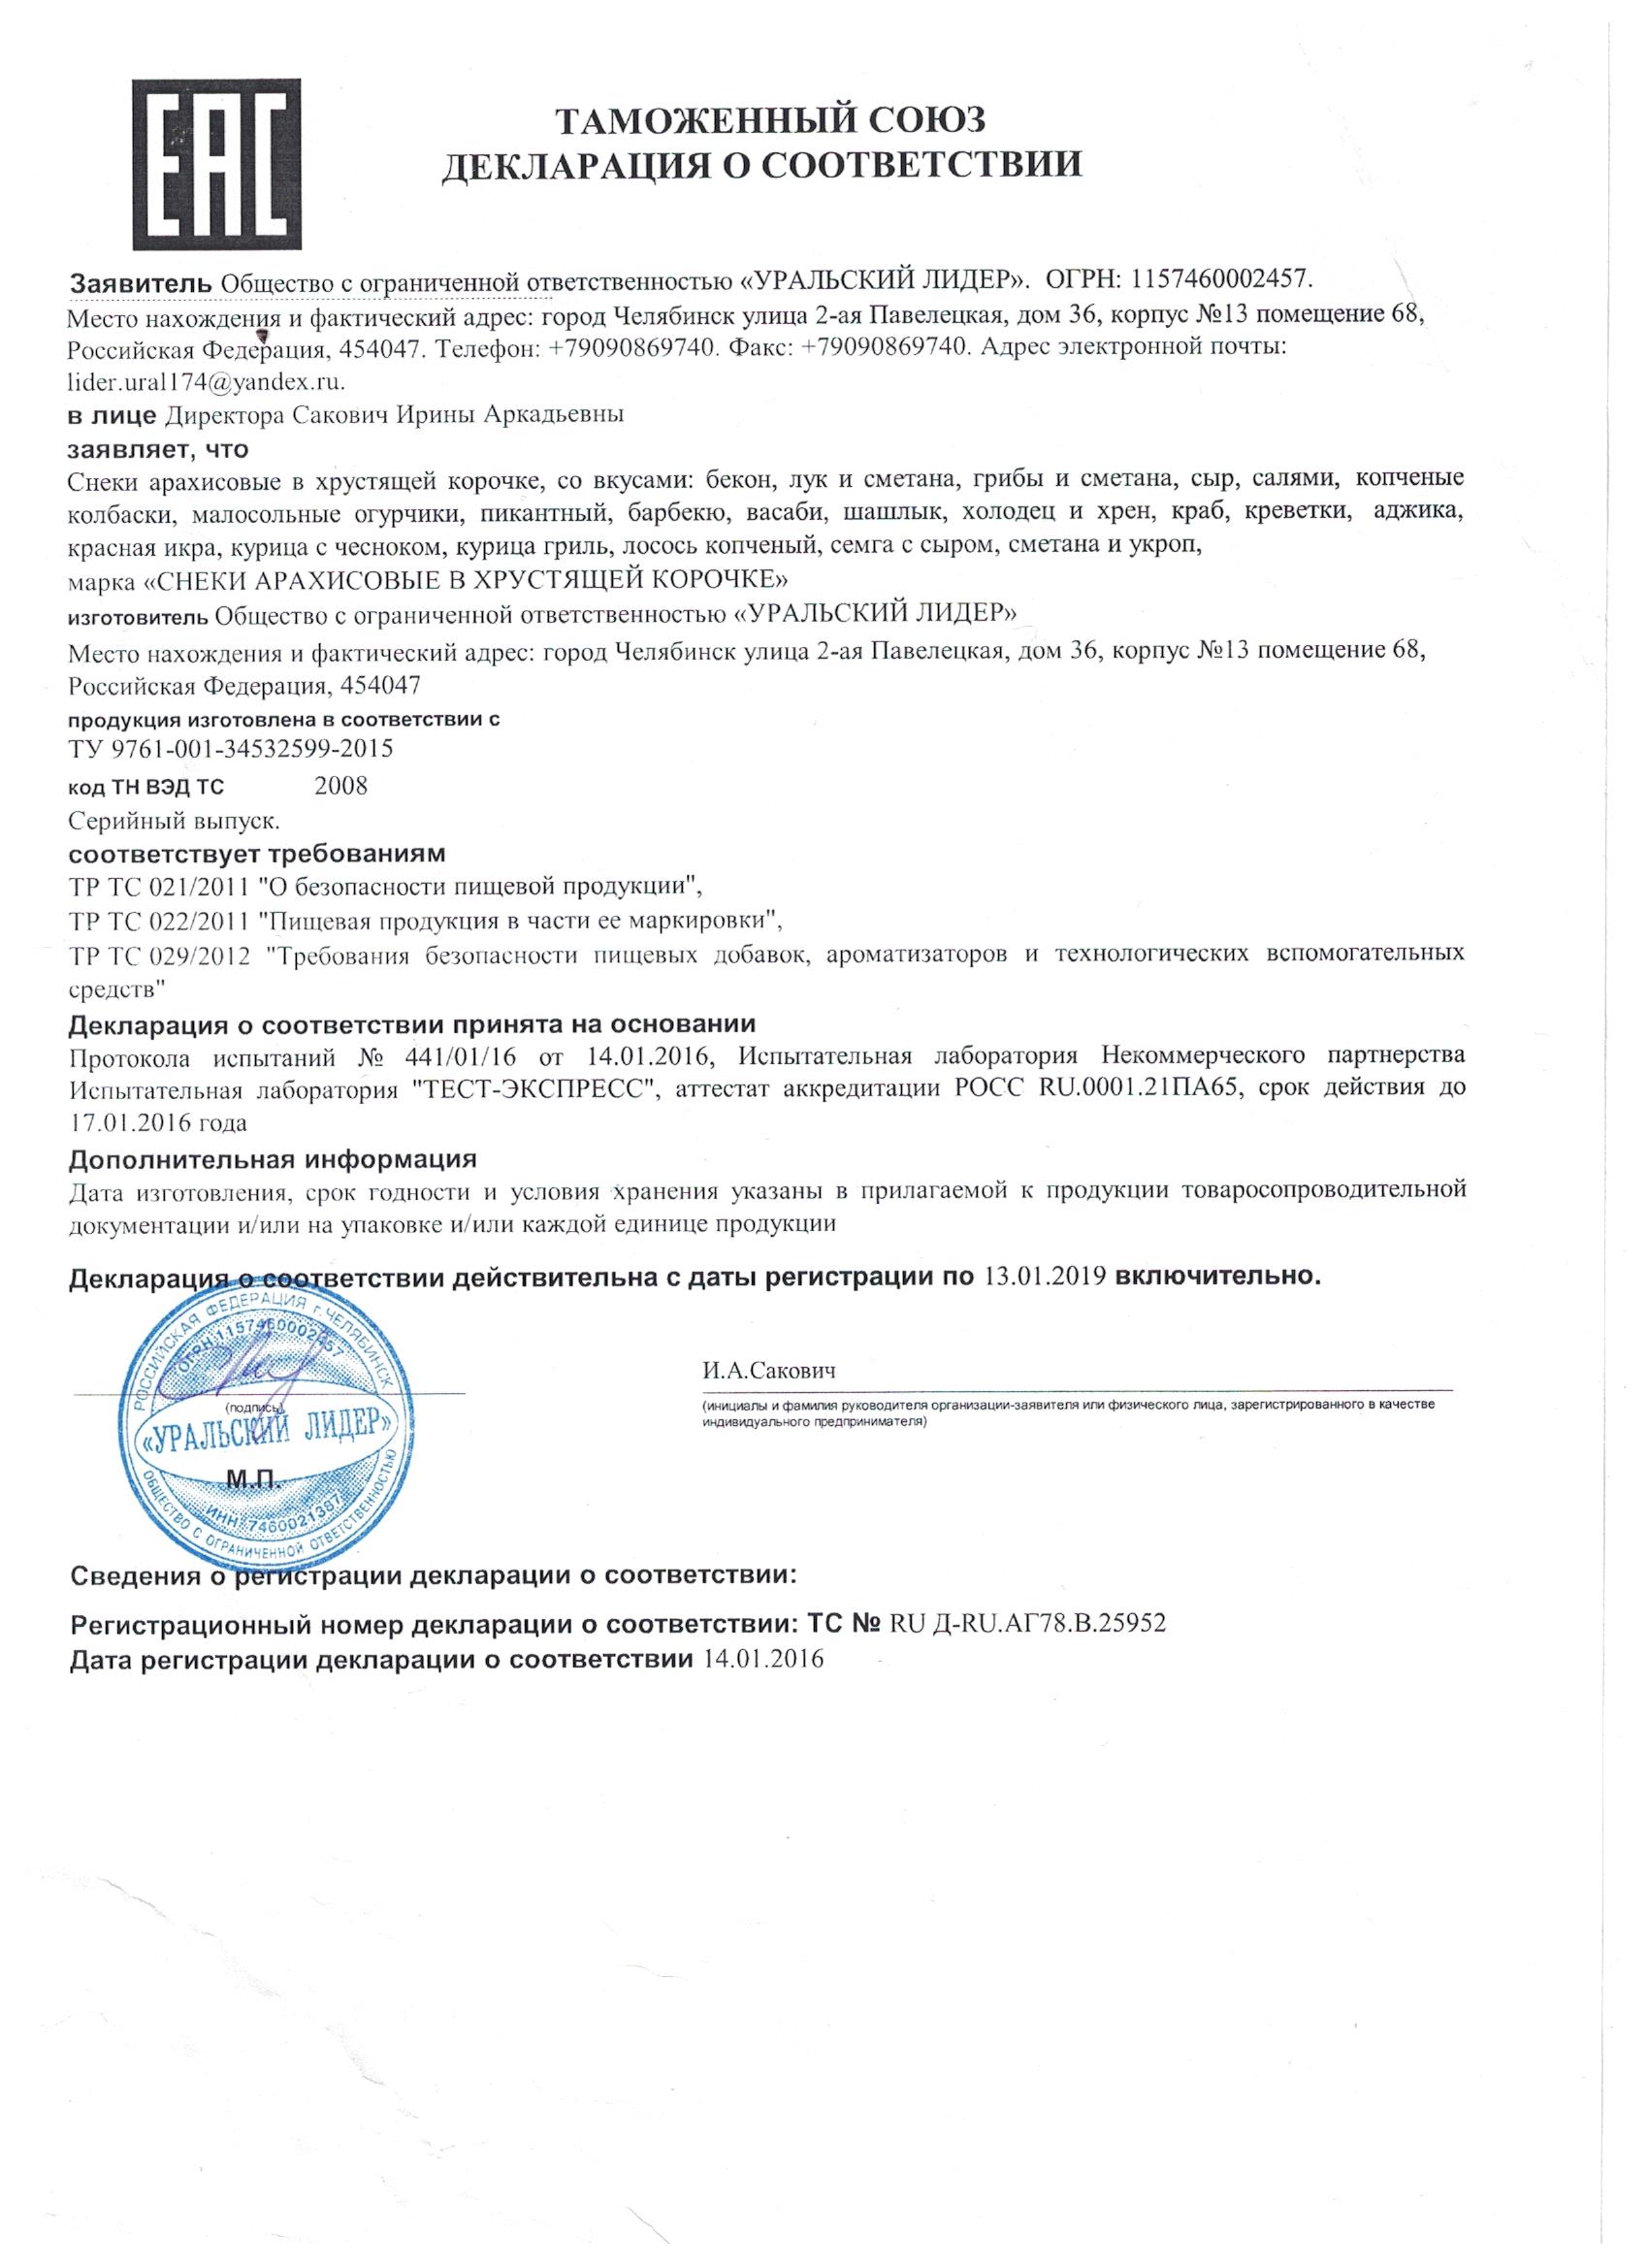 ЕАС
ТАМОЖЕННЫЙ СОЮЗ
ДЕКЛАРАЦИЯ О СООТВЕТСТВИИ
Заявитель Общество с ограниченной ответственностью «УРАЛЬСКИЙ ЛИДЕР». ОГРН: 1157460002457.
Место нахождения и фактический адрес: город Челябинск улица 2-ая Павелецкая, дом 36, корпус №13 помещение 68,
Российская Федерация, 454047. Телефон: +79090869740. Факс: +79090869740. Адрес электронной почты:
lider.ural174@yandex.ru.
в лице Директора Сакович Ирины Аркадьевны
заявляет, что
Снеки арахисовые в хрустящей корочке, со вкусами: бекон, лук и сметана, грибы и сметана, сыр, салями, копченые
колбаски, малосольные огурчики, пикантный, барбекю, васаби, шашлык, холодец и хрен, краб, креветки, аджика,
красная икра, курица с чесноком, курица гриль, лосось копченый, семга с сыром, сметана и укроп,
марка «СНЕКИ АРАХИСОВЫЕ В ХРУСТЯЩЕЙ КОРОЧКЕ»
изготовитель Общество с ограниченной ответственностью «УРАЛЬСКИЙ ЛИДЕР»
Место нахождения и фактический адрес: город Челябинск улица 2-ая Павелецкая, дом 36, корпус №13 помещение 68,
Российская Федерация, 454047
продукция изготовлена в соответствии с
ТУ 9761-001-34532599-2015
код ТН ВЭД ТС 2008
Серийный выпуск.
соответствует требованиям
ТР ТС 021/2011 "О безопасности пищевой продукции",
ТР ТС 022/2011 "Пищевая продукция в части ее маркировки",
ТР ТС 029/2012 "Требования безопасности пищевых добавок, ароматизаторов и технологических вспомогательных
средств"
Декларация о соответствии принята на основании
Протокола испытаний № 441/01/16 от 14.01.2016, Испытательная лаборатория Некоммерческого партнерства
Испытательная лаборатория "ТЕСТ-ЭКСПРЕСС", аттестат аккредитации РОСС RU.0001.21ПА65, срок действия до
17.01.2016 года
Дополнительная информация
Дата изготовления, срок годности и условия хранения указаны в прилагаемой к продукции товаросопроводительной
документации и/или на упаковке и/или каждой единице продукции
Декларация о соответствии действительна с даты регистрации по 13.01.2019 включительно.
РОССИЙСКАЯ ФЕДЕРАЦИЯ г.ЧЕЛЯБИНСК
ОГРН:1157460002457
И.А.Сакович
(подпись)
(инициалы и фамилия руководителя организации-заявителя или физического лица, зарегистрированного в качестве
индивидуального предпринимателя)
«УРАЛЬСКИЙ ЛИДЕР»
М.П.
ИНН:7460021387
ОБЩЕСТВО С ОГРАНИЧЕННОЙ ОТВЕТСТВЕННОСТЬЮ
Сведения о регистрации декларации о соответствии:
Регистрационный номер декларации о соответствии: ТС № RU Д-RU.АГ78.В.25952
Дата регистрации декларации о соответствии 14.01.2016